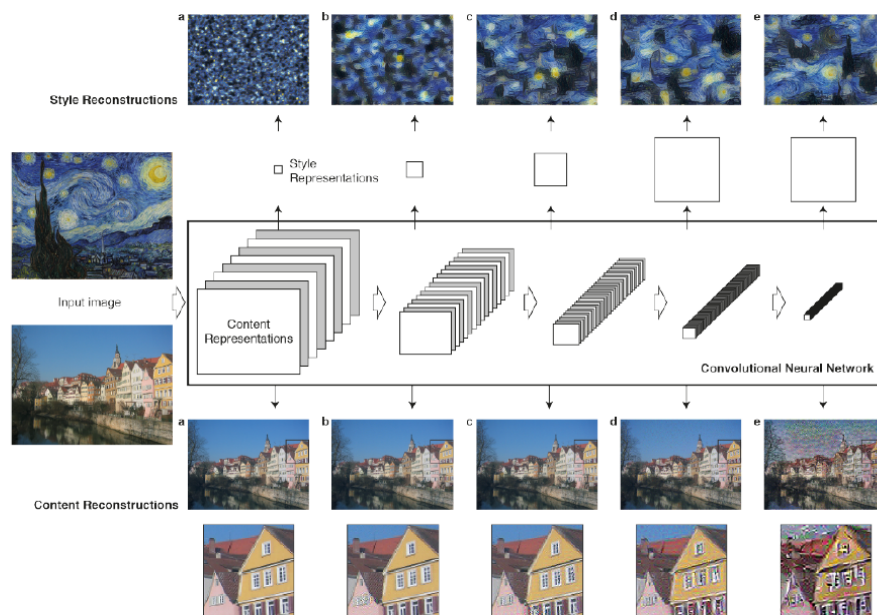 a b c d e
Style Reconstructions
Style
Representations
Input image
Content
Representations
Convolutional Neural Network
a b c d e
Content Reconstructions